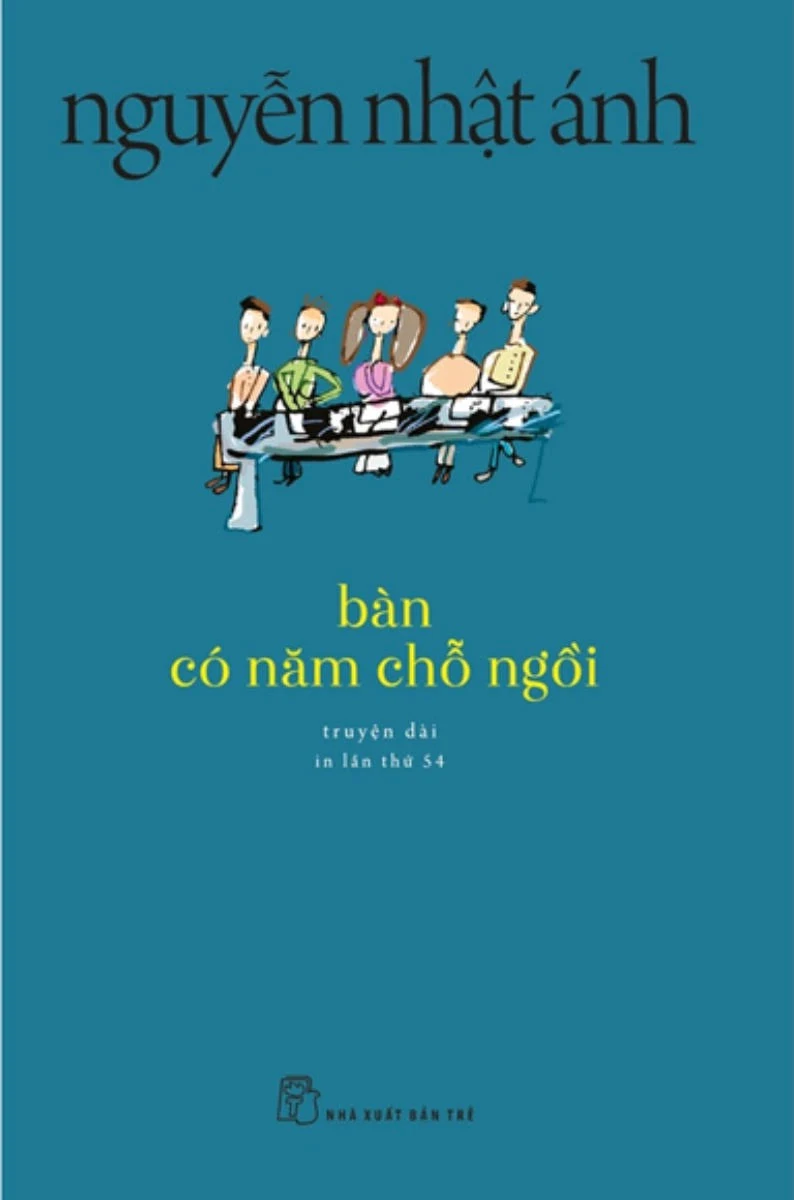 nguyễn nhật ánh
bàn
có năm chỗ ngồi
truyện dài
in lần thứ 54
NHÀ XUẤT BẢN TRẺ